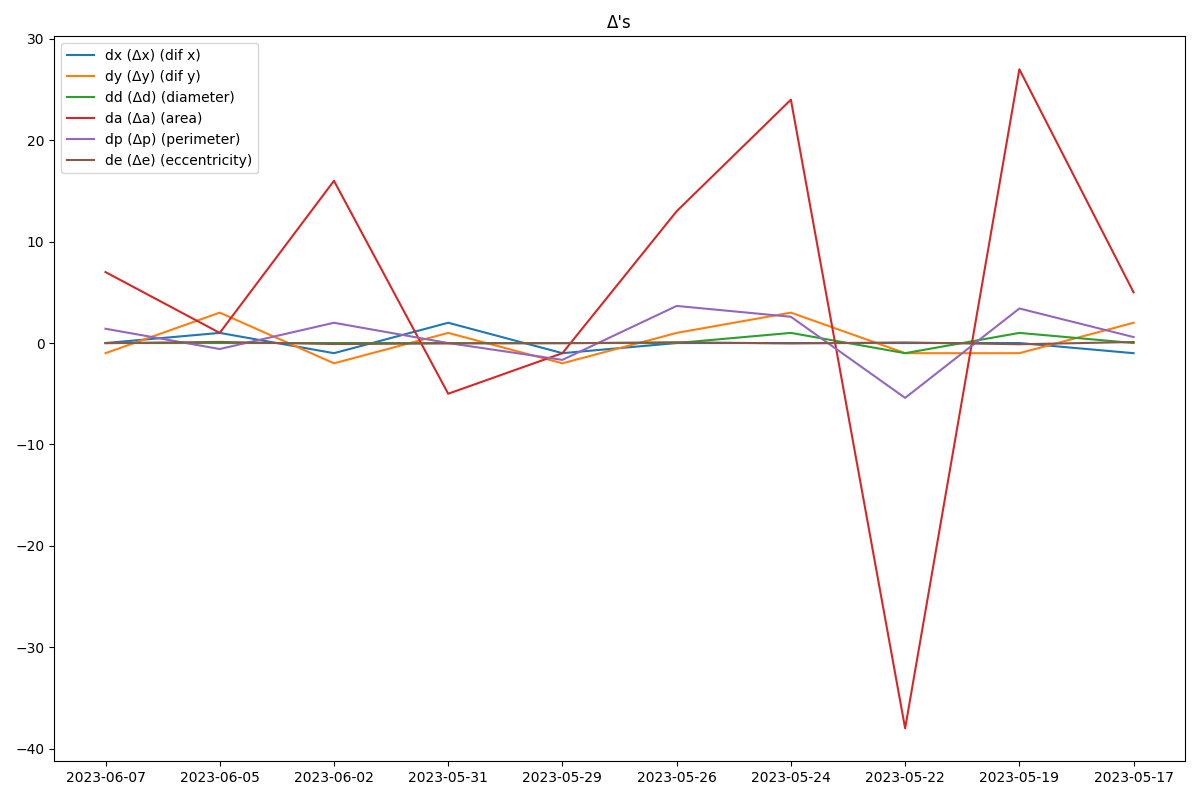 Δ's
30
20
10
0
−10
−20
−30
−40
dx (Δx) (dif x)
dy (Δy) (dif y)
dd (Δd) (diameter)
da (Δa) (area)
dp (Δp) (perimeter)
de (Δe) (eccentricity)
2023-06-07 2023-06-05 2023-06-02 2023-05-31 2023-05-29 2023-05-26 2023-05-24 2023-05-22 2023-05-19 2023-05-17